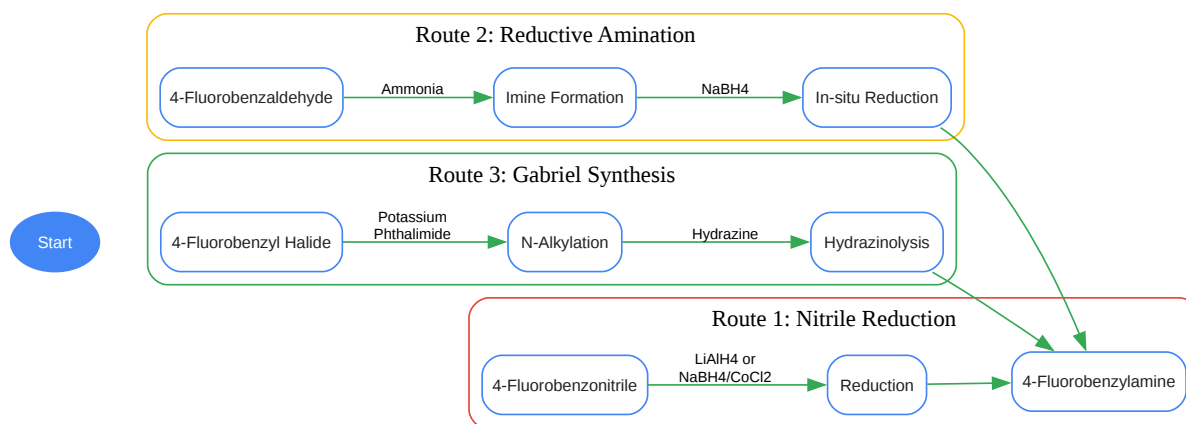 Route 2: Reductive Amination
4-Fluorobenzaldehyde
Ammonia
Imine Formation
NaBH4
In-situ Reduction
Route 3: Gabriel Synthesis
Start
4-Fluorobenzyl Halide
Potassium
Phthalimide
N-Alkylation
Hydrazine
Hydrazinolysis
Route 1: Nitrile Reduction
4-Fluorobenzonitrile
LiAlH4 or
NaBH4/CoCl2
Reduction
4-Fluorobenzylamine